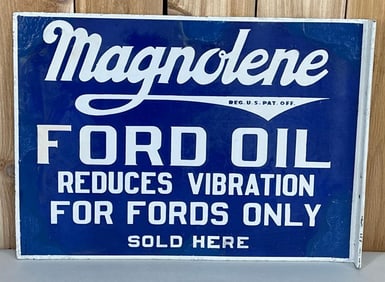 Magnolene
REG. U.S. PAT. OFF.
FORD OIL
REDUCES VIBRATION
FOR FORDS ONLY
SOLD HERE